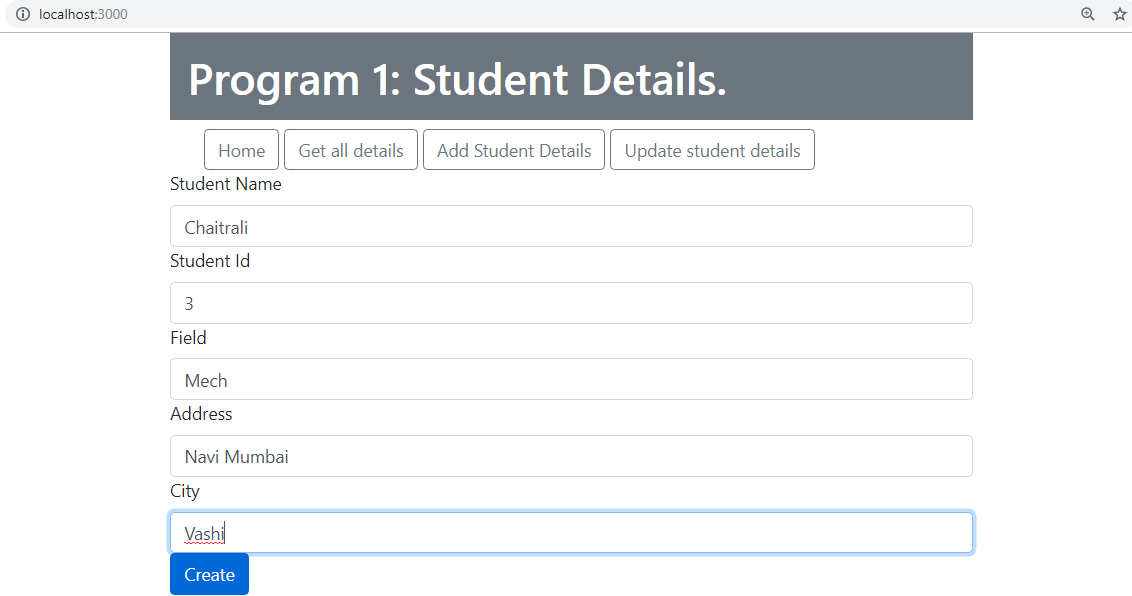 localhost:3000
Program 1: Student Details.
Home Get all details Add Student Details Update student details
Student Name
Chaitrali
Student Id
3
Field
Mech
Address
Navi Mumbai
City
Vashi
Create